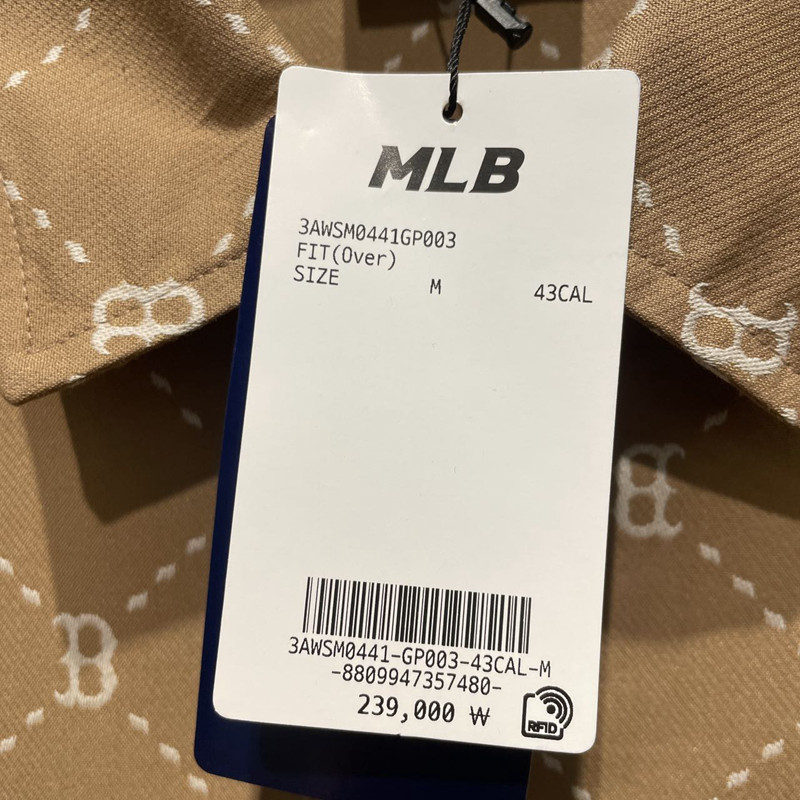 MLB
3AWSM0441GP003
FIT(Over)
SIZE M 43CAL
3AWSM0441-GP003-43CAL-M
-8809947357480-
239,000 ₩
RFID
B
B
B
B